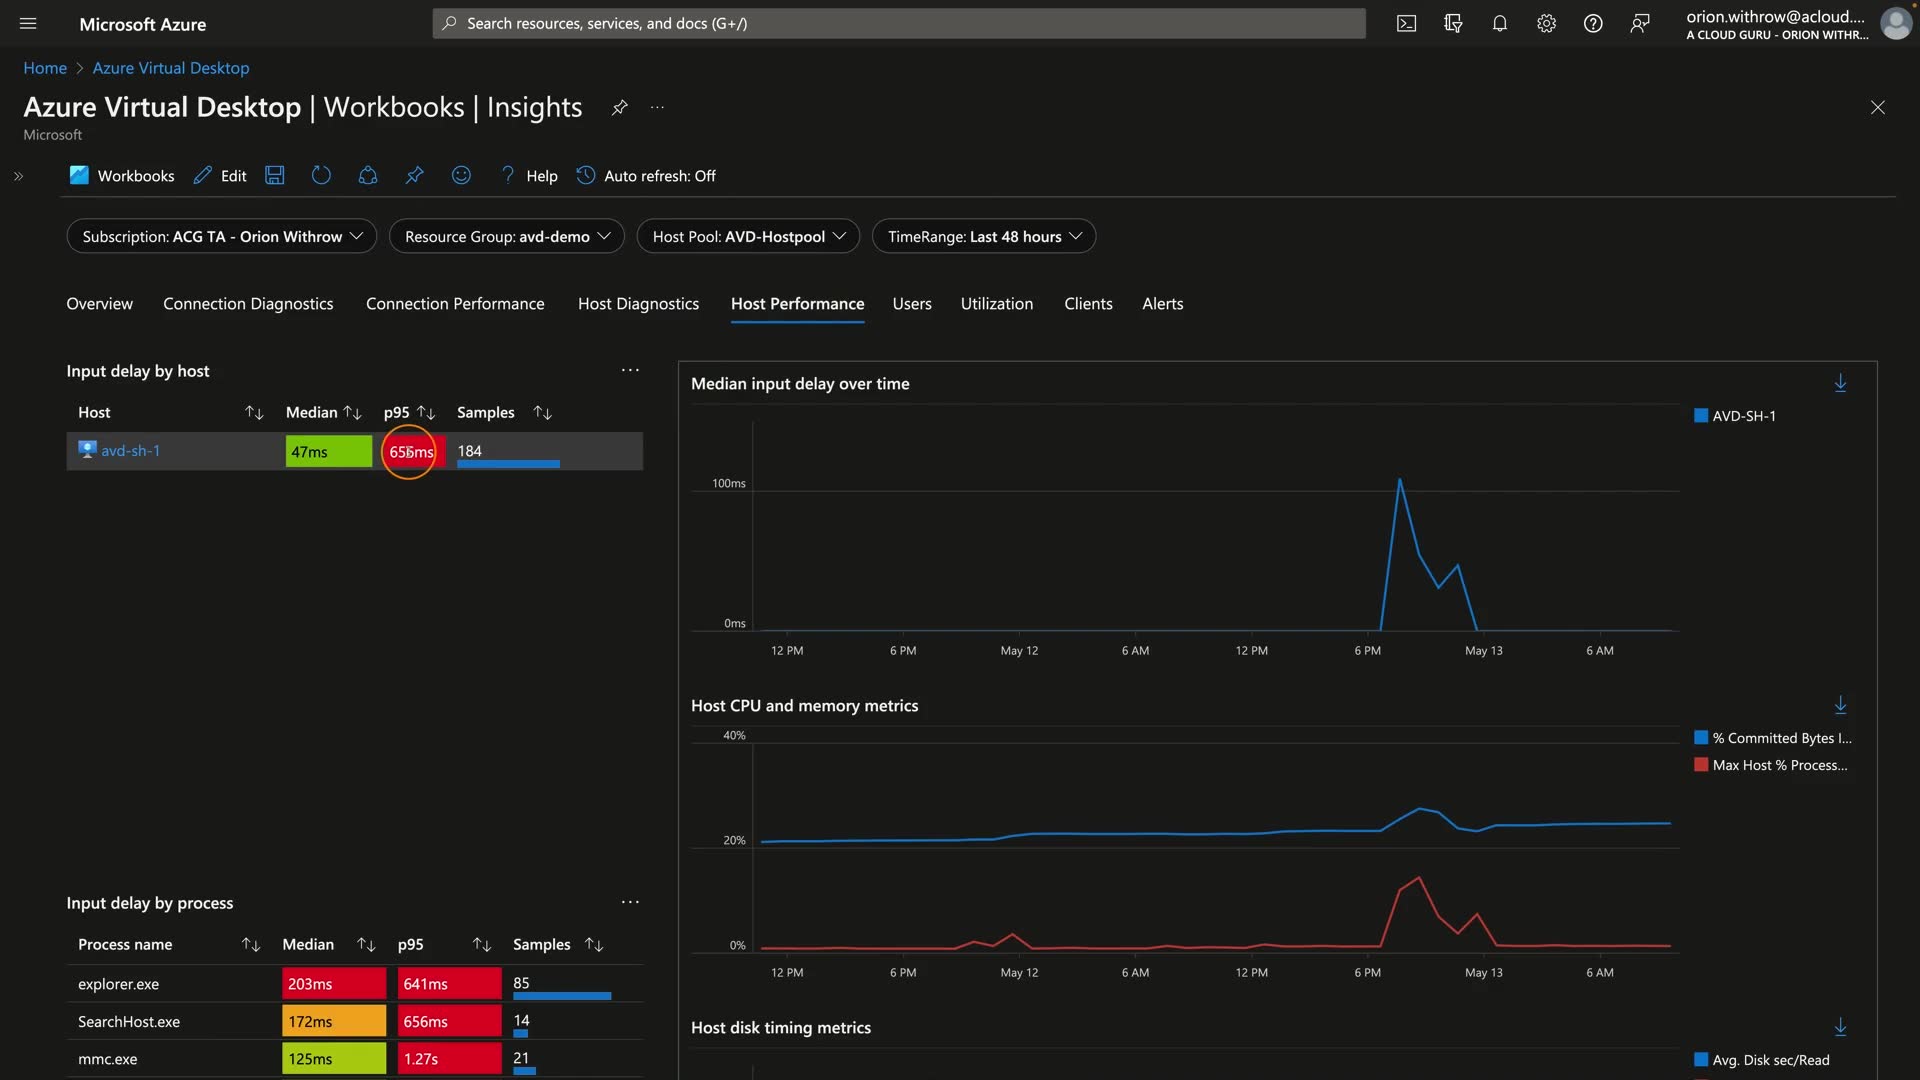 Microsoft Azure
Search resources, services, and docs (G+/)
orion.withrow@acloud....
A CLOUD GURU - ORION WITHR...
Home > Azure Virtual Desktop
Azure Virtual Desktop | Workbooks | Insights
...
Microsoft
Workbooks
Edit
Help
Auto refresh: Off
Subscription: ACG TA - Orion Withrow
Resource Group: avd-demo
Host Pool: AVD-Hostpool
TimeRange: Last 48 hours
Overview
Connection Diagnostics
Connection Performance
Host Diagnostics
Host Performance
Users
Utilization
Clients
Alerts
Input delay by host
Host Median p95 Samples
avd-sh-1 47ms 184
Input delay by process
Process name Median p95 Samples
explorer.exe 203ms 641ms 85
SearchHost.exe 172ms 656ms 14
mmc.exe 125ms 1.27s 21
Median input delay over time
AVD-SH-1
100ms
0ms
12 PM 6 PM May 12 6 AM 12 PM 6 PM May 13 6 AM
Host CPU and memory metrics
% Committed Bytes I...
Max Host % Process...
40%
20%
0%
12 PM 6 PM May 12 6 AM 12 PM 6 PM May 13 6 AM
Host disk timing metrics
Avg. Disk sec/Read